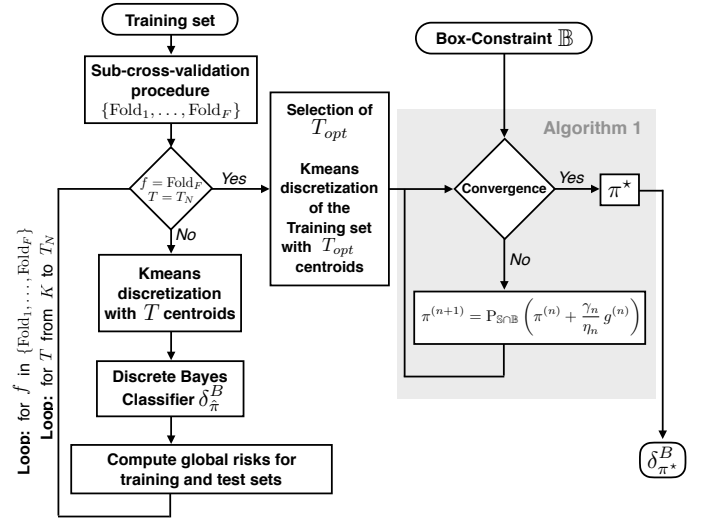 Training set
Sub-cross-validation
procedure
{Fold₁, . . . , Fold_F}
f = Fold_F
T = T_N
Yes
No
Kmeans
discretization
with T centroids
Discrete Bayes
Classifier δ^B_π̂
Compute global risks for
training and test sets
Loop: for f in {Fold₁, . . . , Fold_F}
Loop: for T from K to T_N
Selection of
T_opt
Kmeans
discretization
of the
Training set
with T_opt
centroids
Box-Constraint 𝔹
Algorithm 1
Convergence
Yes
π⋆
No
π^(n+1) = P_𝕊∩𝔹 ( π^(n) + γ_n/η_n g^(n) )
δ^B_π⋆